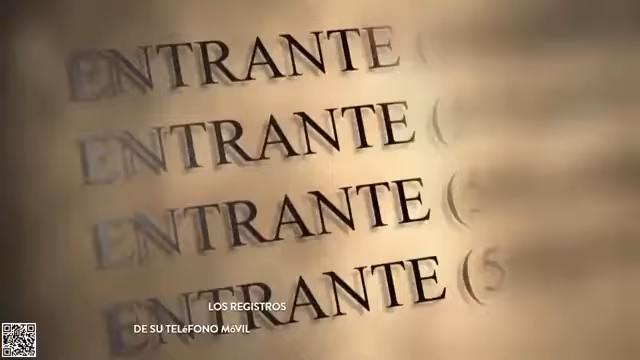 ENTRANTE (
ENTRANTE (
ENTRANTE (
ENTRANTE (5
LOS REGISTROS
DE SU TELéFONO MóVIL